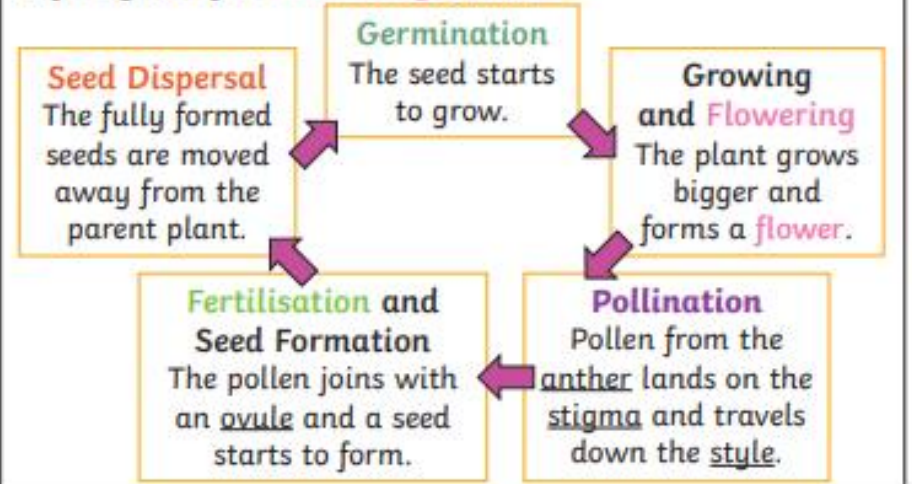 Germination
The seed starts
to grow.
Growing
and Flowering
The plant grows
bigger and
forms a flower.
Pollination
Pollen from the
anther lands on the
stigma and travels
down the style.
Fertilisation and
Seed Formation
The pollen joins with
an ovule and a seed
starts to form.
Seed Dispersal
The fully formed
seeds are moved
away from the
parent plant.